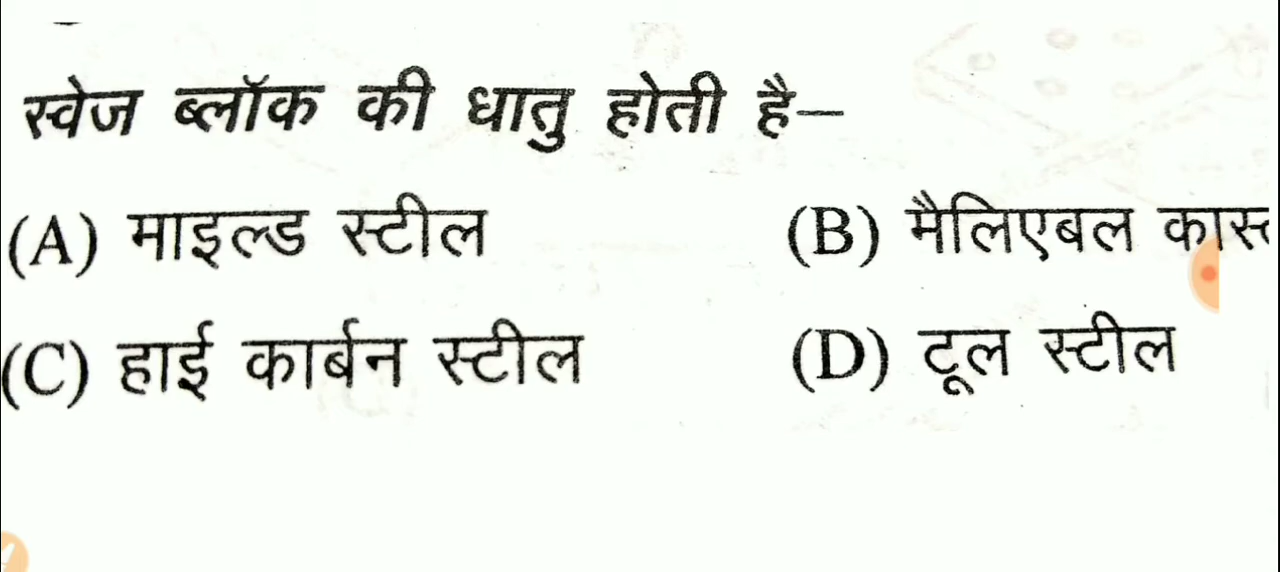 स्वेज ब्लॉक की धातु होती है—
(A) माइल्ड स्टील (B) मैलिएबल
(C) हाई कार्बन स्टील (D) टूल स्टील